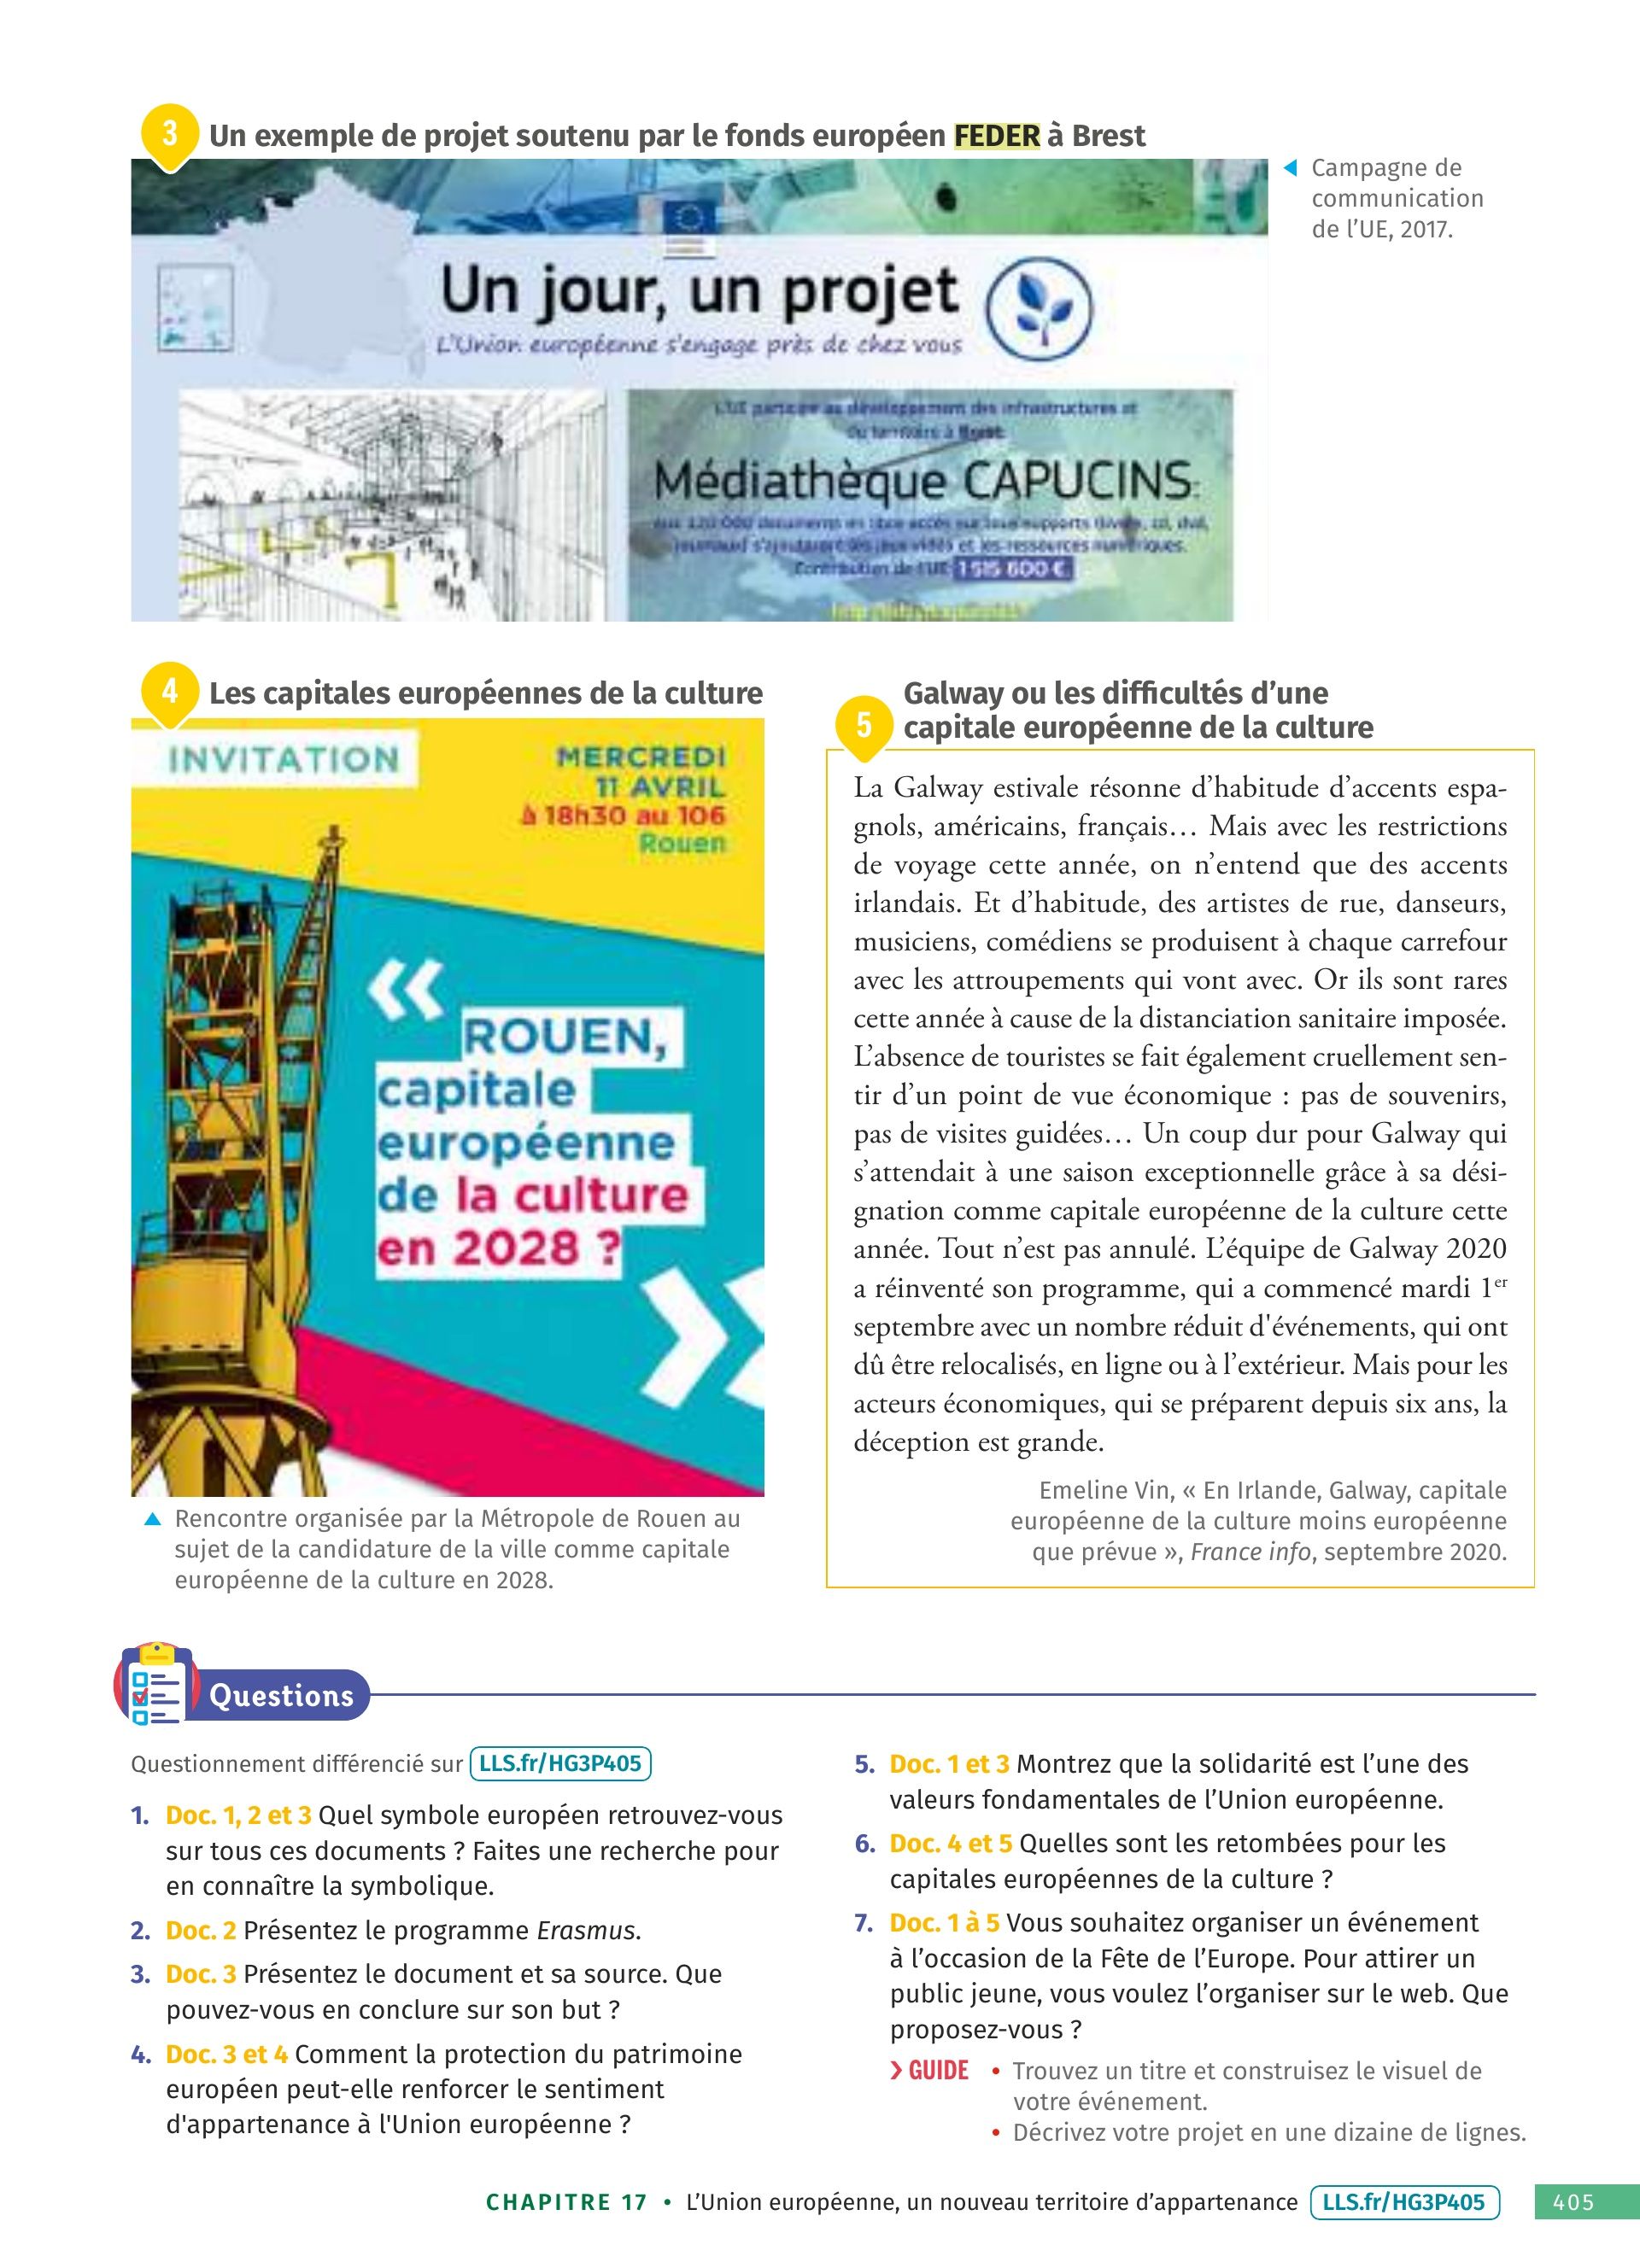 3
Un exemple de projet soutenu par le fonds européen FEDER à Brest
Campagne de
communication
de l’UE, 2017.
Un jour, un projet
L'Union européenne s'engage près de chez vous
L'UE participe au développement des infrastructures et
du territoire à Brest:
Médiathèque CAPUCINS:
aux 120 000 documents en libre accès sur tous supports (livres, cd, dvd,
journaux) s'ajouteront les jeux vidéo et les ressources numériques.
Contribution de l'UE: 1 515 600 €
4
Les capitales européennes de la culture
INVITATION
MERCREDI
11 AVRIL
à 18h30 au 106
Rouen
«
ROUEN,
capitale
européenne
de la culture
en 2028 ?
»
Rencontre organisée par la Métropole de Rouen au
sujet de la candidature de la ville comme capitale
européenne de la culture en 2028.
5
Galway ou les difficultés d’une
capitale européenne de la culture
La Galway estivale résonne d’habitude d’accents espa-
gnols, américains, français… Mais avec les restrictions
de voyage cette année, on n’entend que des accents
irlandais. Et d’habitude, des artistes de rue, danseurs,
musiciens, comédiens se produisent à chaque carrefour
avec les attroupements qui vont avec. Or ils sont rares
cette année à cause de la distanciation sanitaire imposée.
L’absence de touristes se fait également cruellement sen-
tir d’un point de vue économique : pas de souvenirs,
pas de visites guidées… Un coup dur pour Galway qui
s’attendait à une saison exceptionnelle grâce à sa dési-
gnation comme capitale européenne de la culture cette
année. Tout n’est pas annulé. L’équipe de Galway 2020
a réinventé son programme, qui a commencé mardi 1er
septembre avec un nombre réduit d'événements, qui ont
dû être relocalisés, en ligne ou à l’extérieur. Mais pour les
acteurs économiques, qui se préparent depuis six ans, la
déception est grande.
Emeline Vin, « En Irlande, Galway, capitale
européenne de la culture moins européenne
que prévue », France info, septembre 2020.
Questions
Questionnement différencié sur LLS.fr/HG3P405
1. Doc. 1, 2 et 3 Quel symbole européen retrouvez-vous
sur tous ces documents ? Faites une recherche pour
en connaître la symbolique.
2. Doc. 2 Présentez le programme Erasmus.
3. Doc. 3 Présentez le document et sa source. Que
pouvez-vous en conclure sur son but ?
4. Doc. 3 et 4 Comment la protection du patrimoine
européen peut-elle renforcer le sentiment
d'appartenance à l'Union européenne ?
5. Doc. 1 et 3 Montrez que la solidarité est l’une des
valeurs fondamentales de l’Union européenne.
6. Doc. 4 et 5 Quelles sont les retombées pour les
capitales européennes de la culture ?
7. Doc. 1 à 5 Vous souhaitez organiser un événement
à l’occasion de la Fête de l’Europe. Pour attirer un
public jeune, vous voulez l’organiser sur le web. Que
proposez-vous ?
GUIDE • Trouvez un titre et construisez le visuel de
votre événement.
• Décrivez votre projet en une dizaine de lignes.
CHAPITRE 17 • L’Union européenne, un nouveau territoire d’appartenance LLS.fr/HG3P405 405